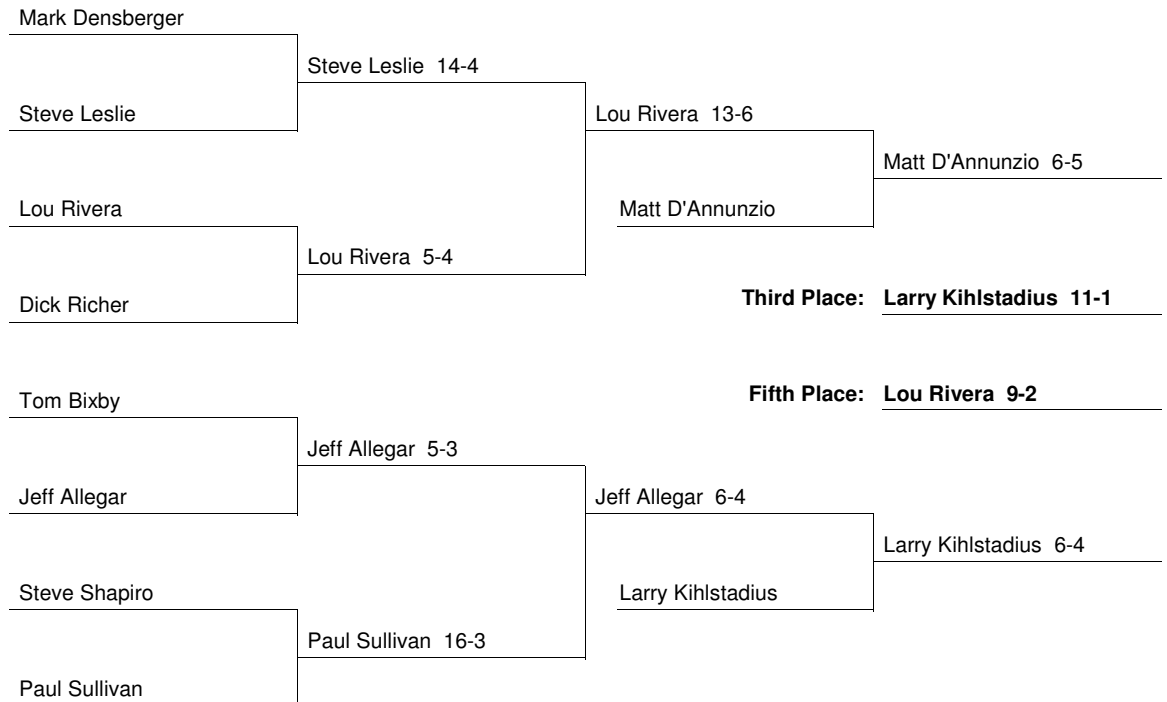 Mark Densberger
Steve Leslie 14-4
Steve Leslie
Lou Rivera 13-6
Matt D'Annunzio 6-5
Lou Rivera
Matt D'Annunzio
Lou Rivera 5-4
Third Place: Larry Kihlstadius 11-1
Dick Richer
Fifth Place: Lou Rivera 9-2
Tom Bixby
Jeff Allegar 5-3
Jeff Allegar
Jeff Allegar 6-4
Larry Kihlstadius 6-4
Steve Shapiro
Larry Kihlstadius
Paul Sullivan 16-3
Paul Sullivan